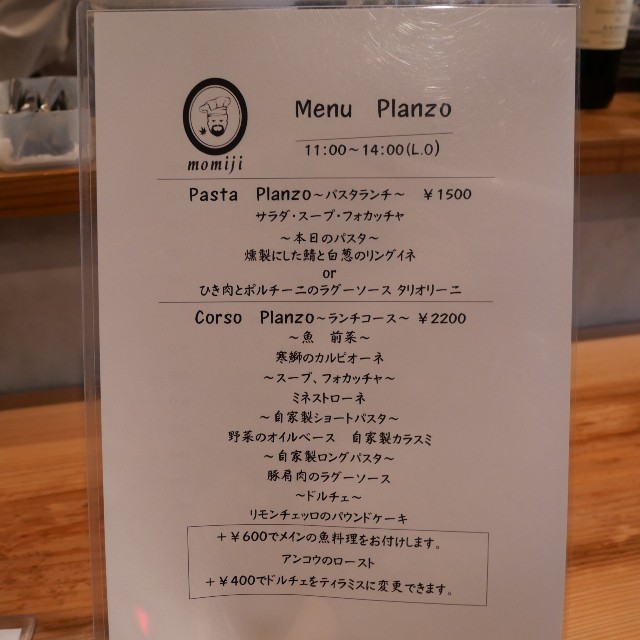 momiji
Menu Planzo
11:00～14:00(L.O)
Pasta Planzo～パスタランチ～ ￥1500
サラダ・スープ・フォカッチャ
～本日のパスタ～
燻製にした鯖と白葱のリングイネ
or
ひき肉とポルチーニのラグーソース タリオリーニ
Corso Planzo～ランチコース～ ￥2200
～魚 前菜～
寒鰤のカルピオーネ
～スープ、フォカッチャ～
ミネストローネ
～自家製ショートパスタ～
野菜のオイルベース 自家製カラスミ
～自家製ロングパスタ～
豚肩肉のラグーソース
～ドルチェ～
リモンチェッロのパウンドケーキ
＋￥600でメインの魚料理をお付けします。
アンコウのロースト
＋￥400でドルチェをティラミスに変更できます。